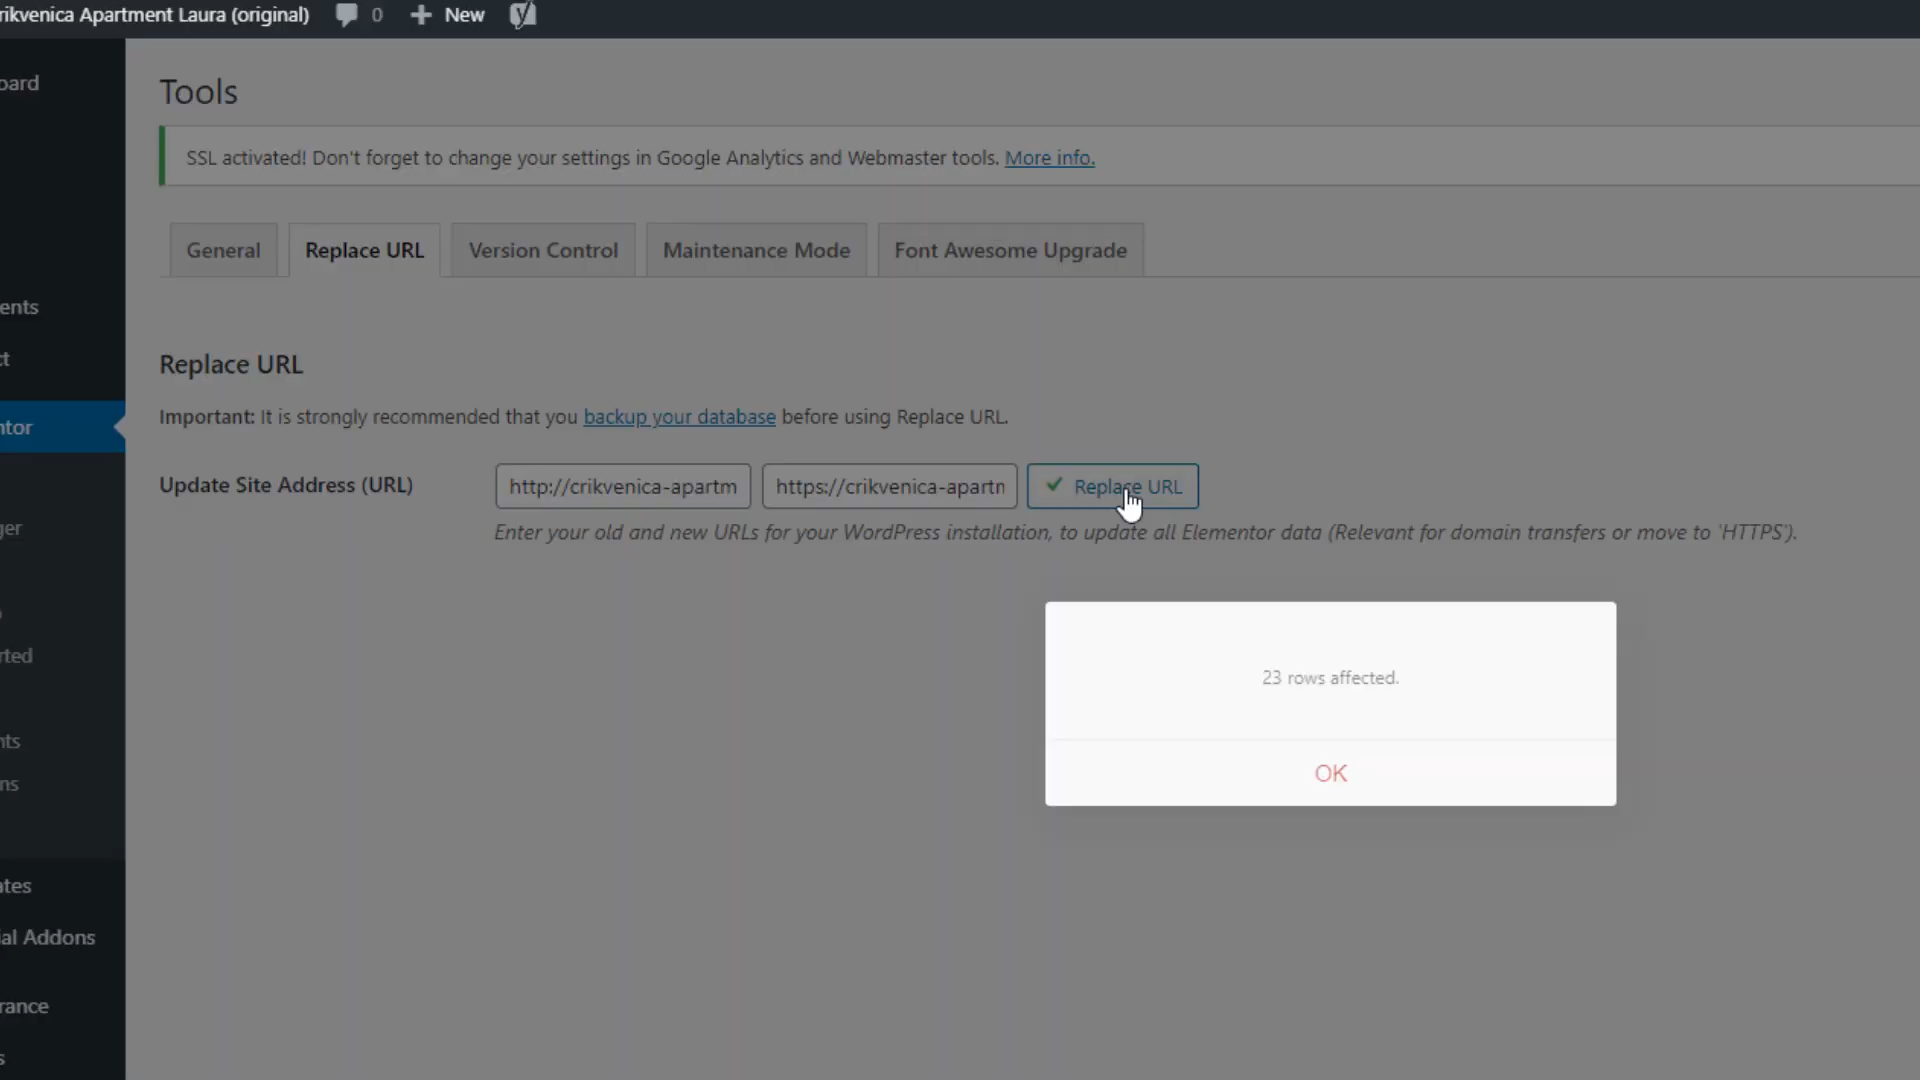 rikvenica Apartment Laura (original) 0 New
oard
Tools
SSL activated! Don't forget to change your settings in Google Analytics and Webmaster tools. More info.
General Replace URL Version Control Maintenance Mode Font Awesome Upgrade
ents
ct
Replace URL
Important: It is strongly recommended that you backup your database before using Replace URL.
ntor
Update Site Address (URL) http://crikvenica-apartm https://crikvenica-apartn Replace URL
Enter your old and new URLs for your WordPress installation, to update all Elementor data (Relevant for domain transfers or move to 'HTTPS').
ger
rted
23 rows affected.
nts
OK
ns
ates
ial Addons
rance
s